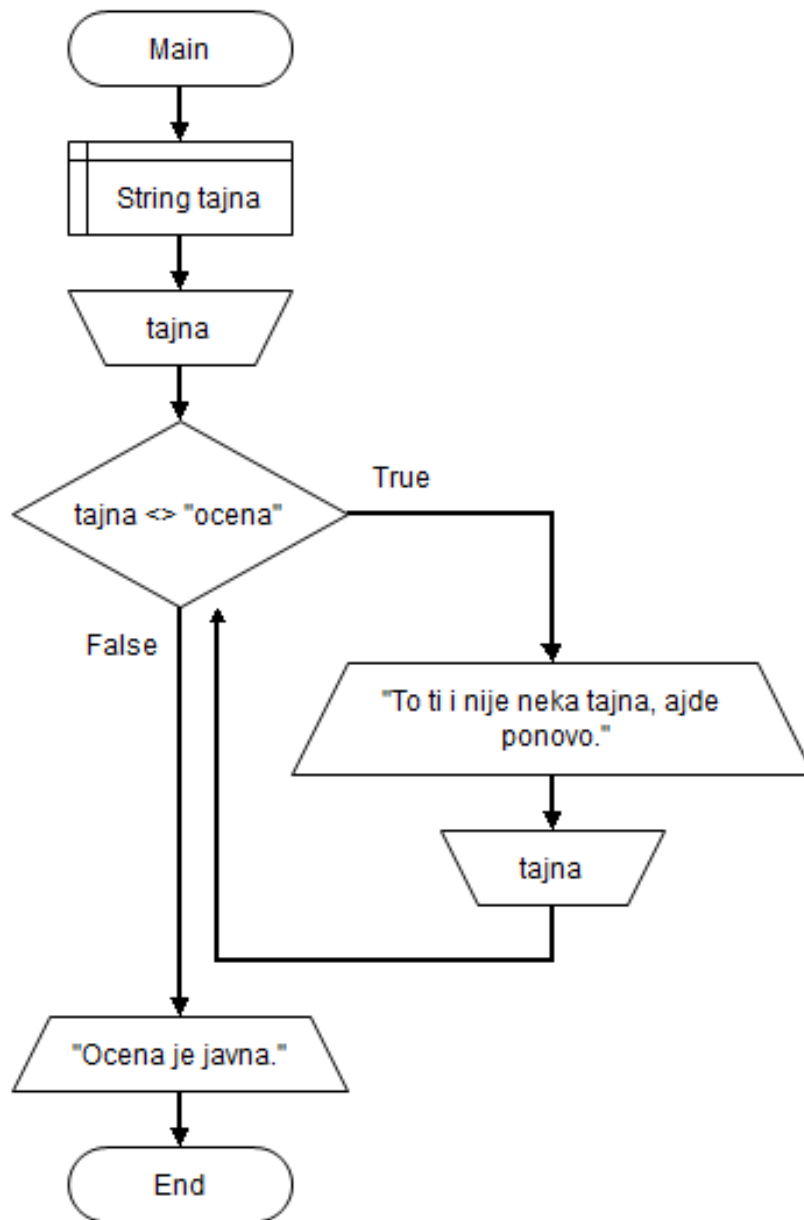 Main
String tajna
tajna
tajna <> "ocena"
True
False
"To ti i nije neka tajna, ajde
ponovo."
tajna
"Ocena je javna."
End